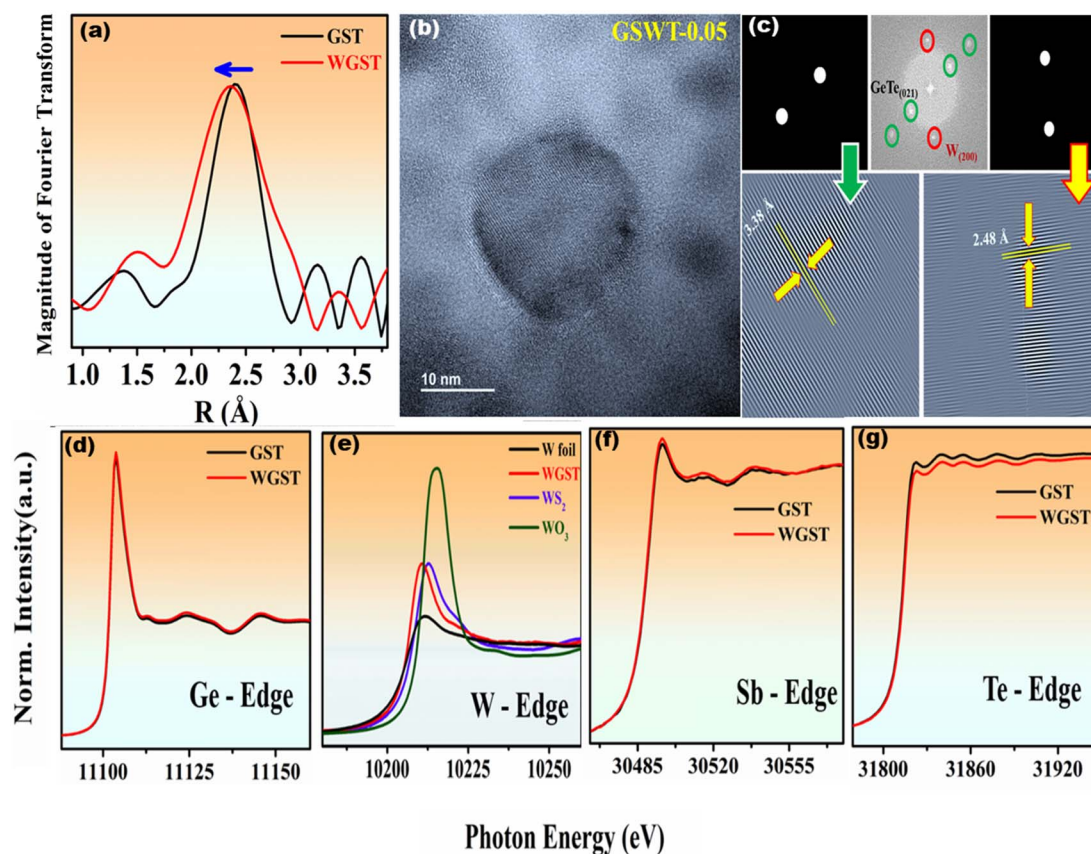 (a)
GST
WGST
Magnitude of Fourier Transform
1.0 1.5 2.0 2.5 3.0 3.5
R (Å)
(b)
GSWT-0.05
10 nm
(c)
GeTe(021)
W(200)
3.38 Å
2.48 Å
Norm. Intensity(a.u.)
(d)
GST
WGST
Ge - Edge
11100 11125 11150
(e)
W foil
WGST
WS2
WO3
W - Edge
10200 10225 10250
(f)
GST
WGST
Sb - Edge
30485 30520 30555
(g)
GST
WGST
Te - Edge
31800 31860 31920
Photon Energy (eV)